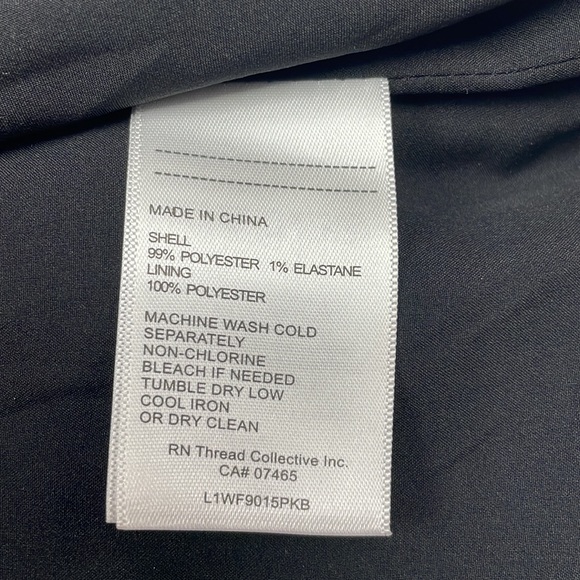 MADE IN CHINA
SHELL
99% POLYESTER 1% ELASTANE
LINING
100% POLYESTER
MACHINE WASH COLD
SEPARATELY
NON-CHLORINE
BLEACH IF NEEDED
TUMBLE DRY LOW
COOL IRON
OR DRY CLEAN
RN Thread Collective Inc.
CA# 07465
L1WF9015PKB